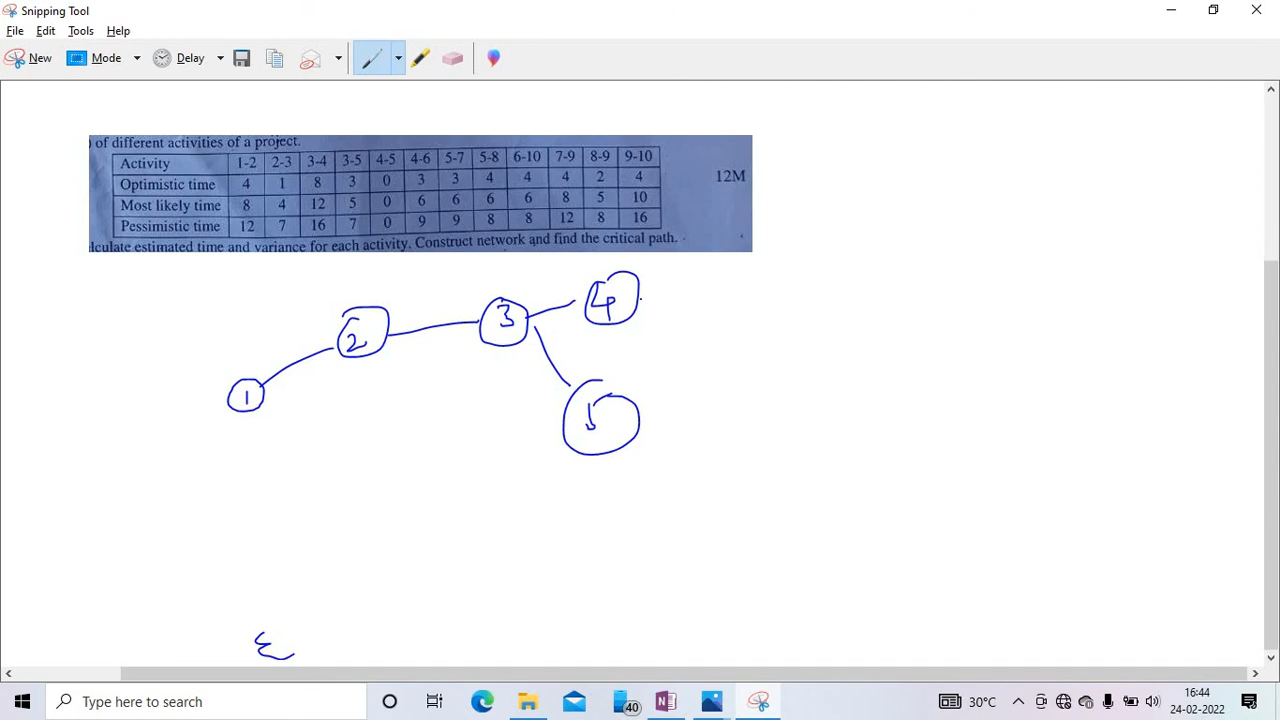 Snipping Tool
File Edit Tools Help
New Mode Delay
) of different activities of a project.
Activity 1-2 2-3 3-4 3-5 4-5 4-6 5-7 5-8 6-10 7-9 8-9 9-10
Optimistic time 4 1 8 3 0 3 3 4 4 4 2 4
12M
Most likely time 8 4 12 5 0 6 6 6 6 8 5 10
Pessimistic time 12 7 16 7 0 9 9 8 8 12 8 16
lculate estimated time and variance for each activity. Construct network and find the critical path.
4
3
2
1
5
Type here to search
40
30°C
16:44
24-02-2022